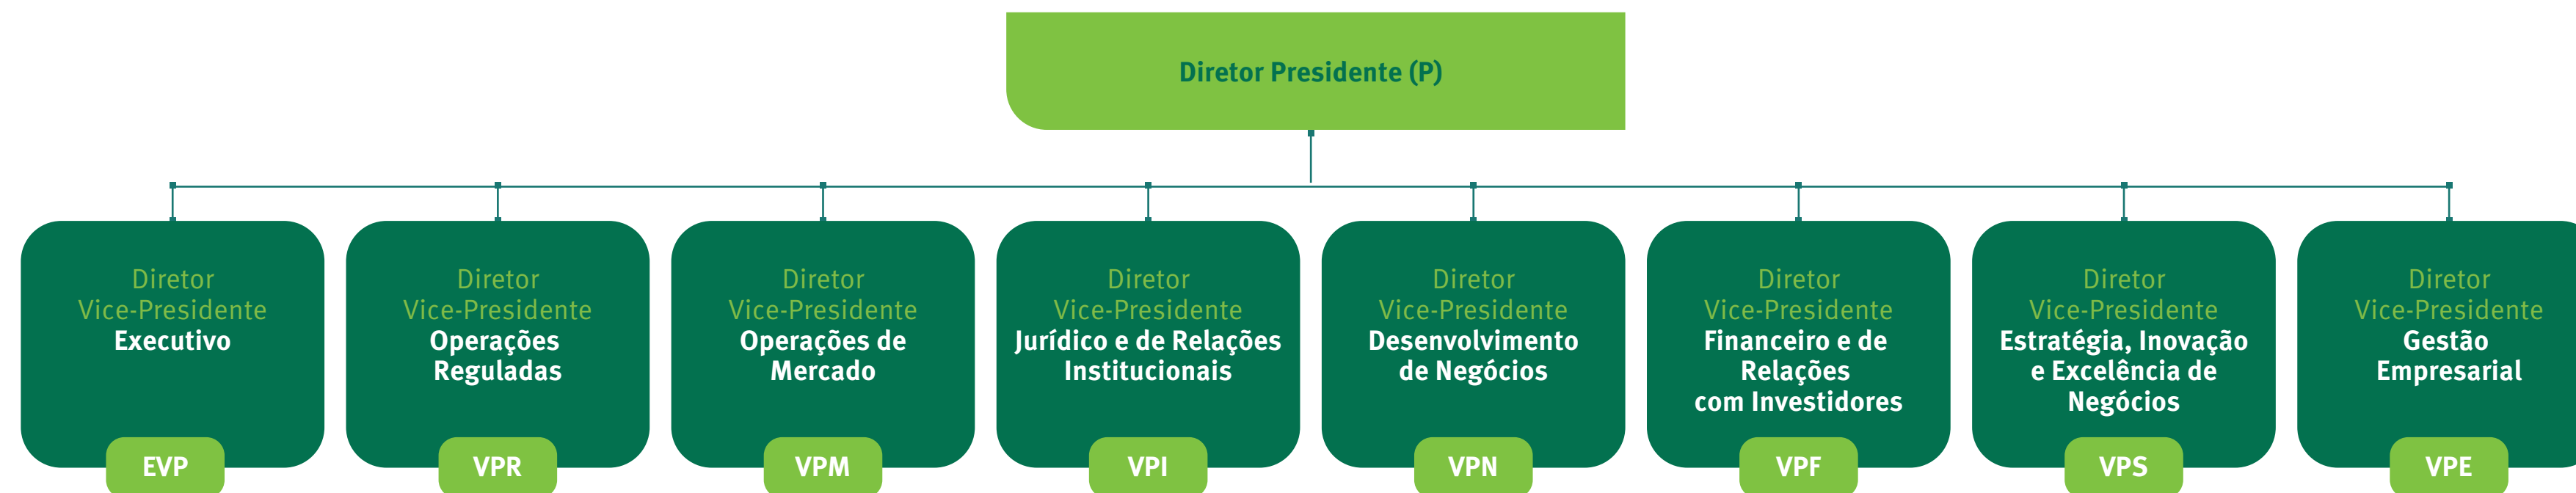 Diretor Presidente (P)
Diretor
Vice-Presidente
Executivo
EVP
Diretor
Vice-Presidente
Operações
Reguladas
VPR
Diretor
Vice-Presidente
Operações de
Mercado
VPM
Diretor
Vice-Presidente
Jurídico e de Relações
Institucionais
VPI
Diretor
Vice-Presidente
Desenvolvimento
de Negócios
VPN
Diretor
Vice-Presidente
Financeiro e de
Relações
com Investidores
VPF
Diretor
Vice-Presidente
Estratégia, Inovação
e Excelência de
Negócios
VPS
Diretor
Vice-Presidente
Gestão
Empresarial
VPE